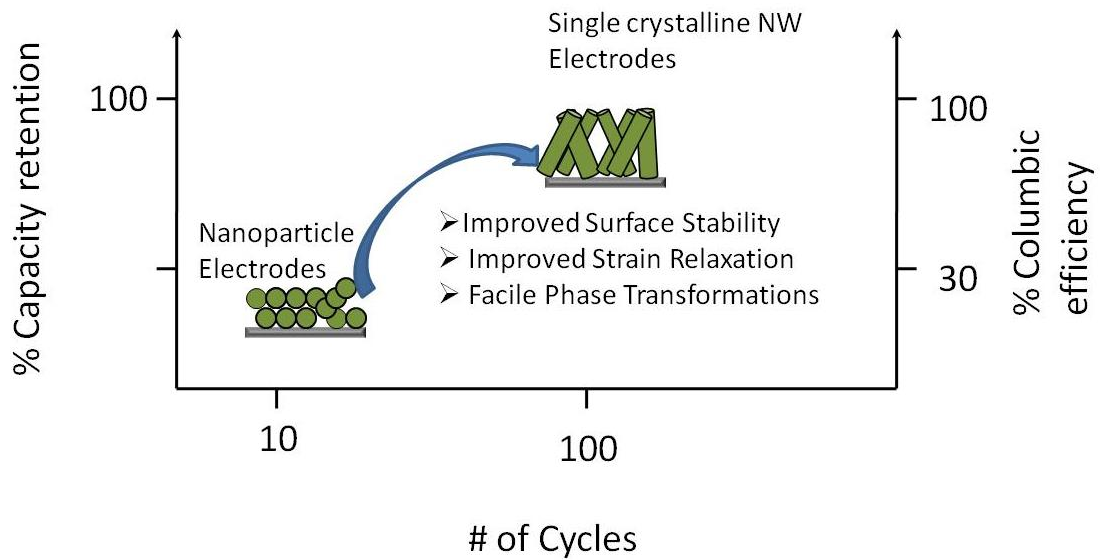 Single crystalline NW
Electrodes
% Capacity retention
100
100
% Columbic
efficiency
Nanoparticle
Electrodes
➢Improved Surface Stability
➢ Improved Strain Relaxation
➢ Facile Phase Transformations
30
10
100
# of Cycles